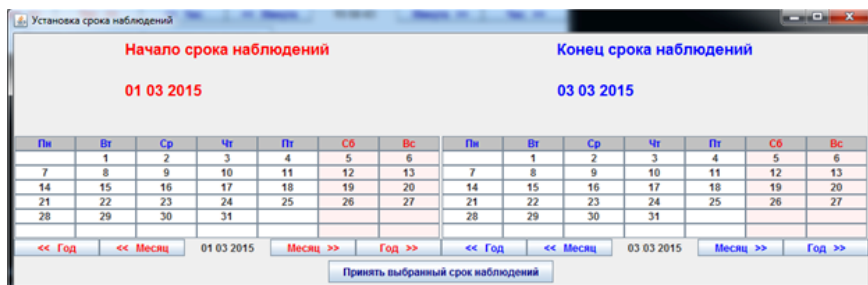 Установка срока наблюдений
Начало срока наблюдений Конец срока наблюдений
01 03 2015 03 03 2015
Пн Вт Ср Чт Пт Сб Вс Пн Вт Ср Чт Пт Сб Вс
1 2 3 4 5 6 1 2 3 4 5 6
7 8 9 10 11 12 13 7 8 9 10 11 12 13
14 15 16 17 18 19 20 14 15 16 17 18 19 20
21 22 23 24 25 26 27 21 22 23 24 25 26 27
28 29 30 31 28 29 30 31
<< Год << Месяц 01 03 2015 Месяц >> Год >> << Год << Месяц 03 03 2015 Месяц >> Год >>
Принять выбранный срок наблюдений